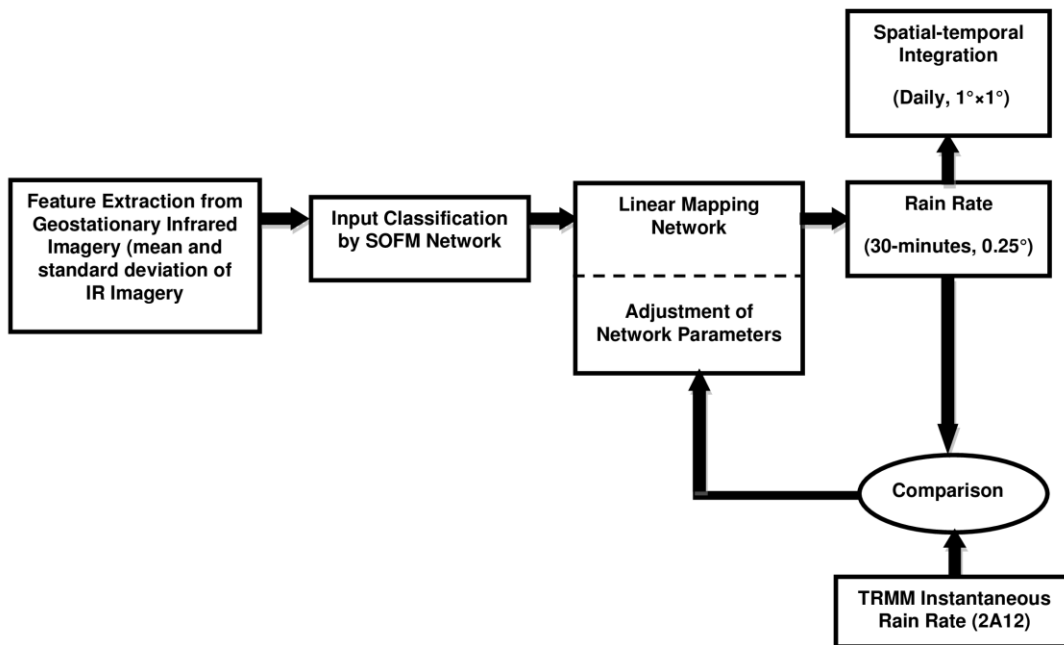 Spatial-temporal
Integration
(Daily, 1°×1°)
Feature Extraction from
Geostationary Infrared
Imagery (mean and
standard deviation of
IR Imagery
Input Classification
by SOFM Network
Linear Mapping
Network
Adjustment of
Network Parameters
Rain Rate
(30-minutes, 0.25°)
Comparison
TRMM Instantaneous
Rain Rate (2A12)